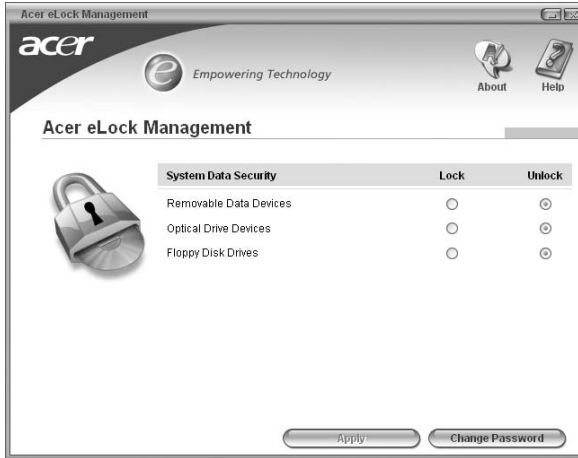 Acer eLock Management
acer
e Empowering Technology
About Help
Acer eLock Management
System Data Security Lock Unlock
Removable Data Devices
Optical Drive Devices
Floppy Disk Drives
Apply Change Password